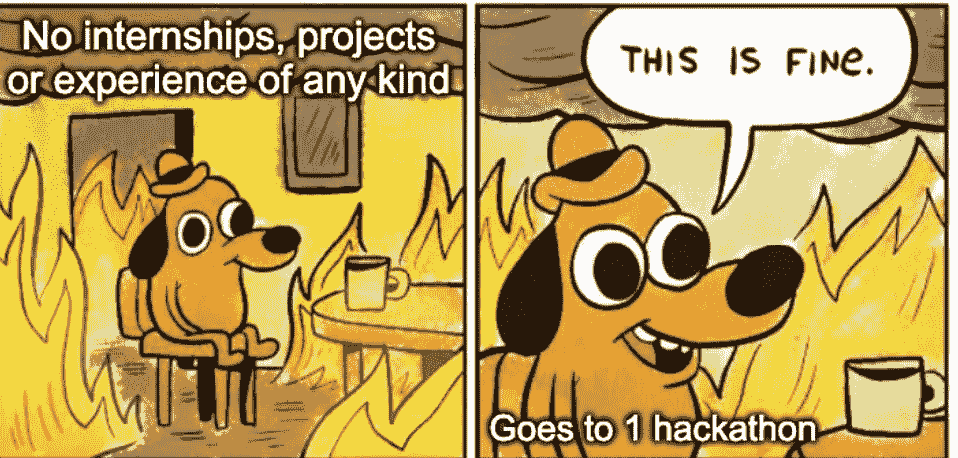 No internships, projects
or experience of any kind
THIS IS FINE.
Goes to 1 hackathon